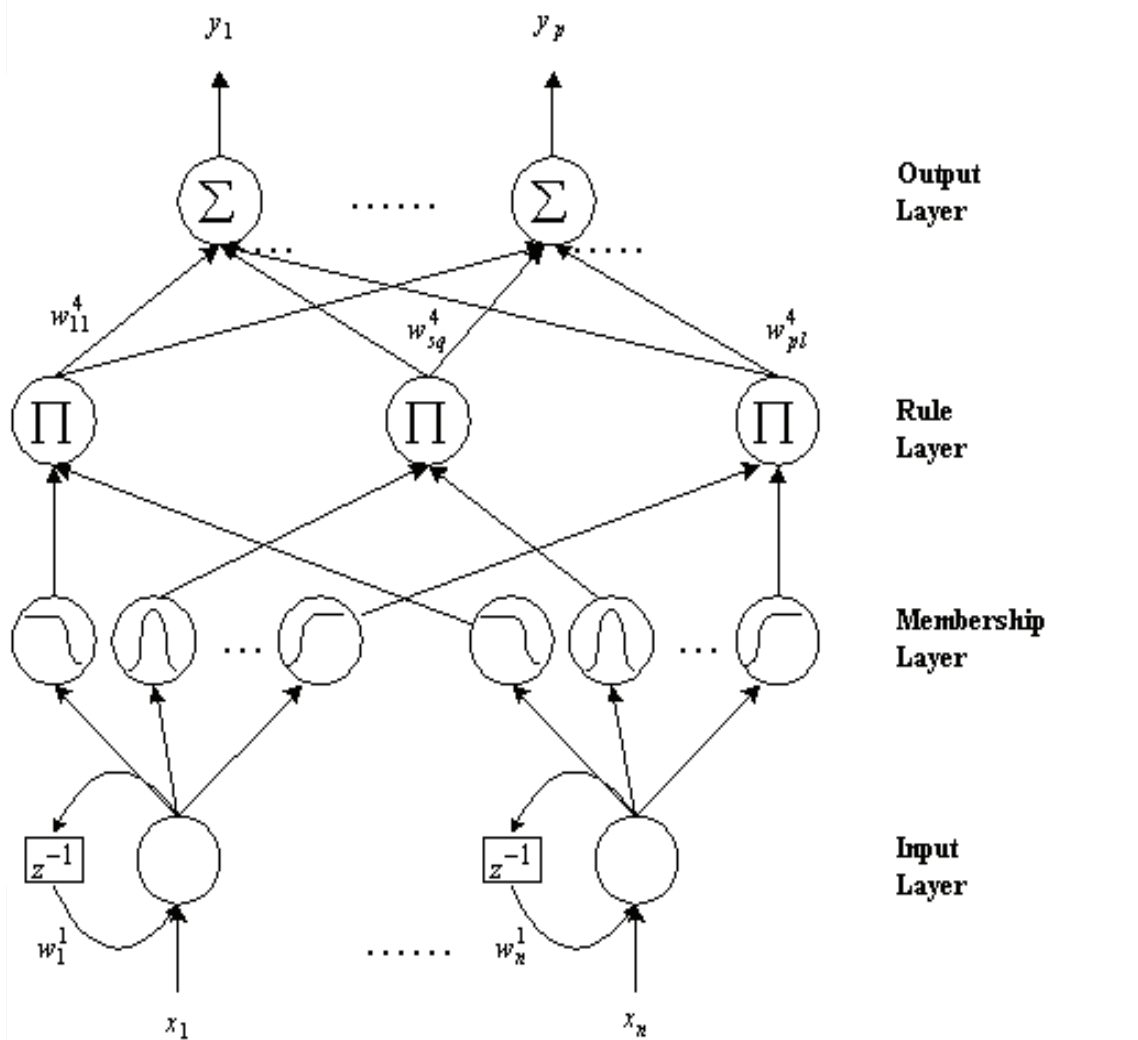 y₁ yₚ
Output
Layer
Σ ...... Σ
..... .....
w⁴₁₁ w⁴ₛq w⁴ₚₗ
Rule
Layer
∏ ∏ ∏
Membership
Layer
... ...
Input
Layer
z⁻¹ z⁻¹
w¹₁ ...... w¹ₙ
x₁ xₙ